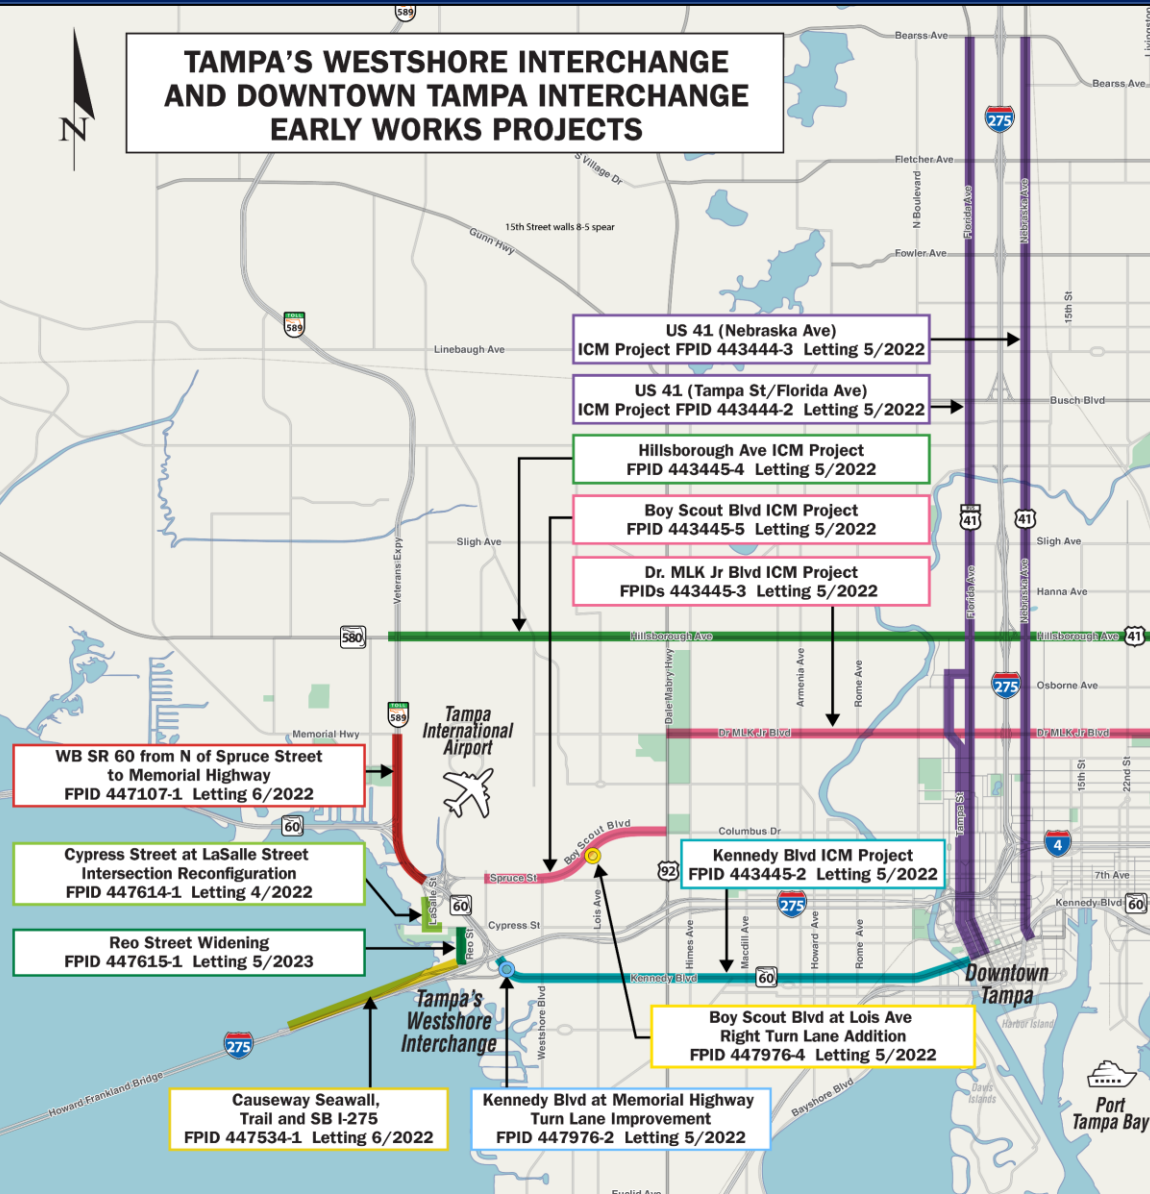 589
Bearss Ave
Livingston
TAMPA'S WESTSHORE INTERCHANGE
AND DOWNTOWN TAMPA INTERCHANGE
EARLY WORKS PROJECTS
Bearss Ave
275
N
S Village Dr
Fletcher Ave
N Boulevard
Florida Ave
Nebraska Ave
15th Street walls 8-5 spear
Gunn Hwy
Fowler Ave
15th St
TOLL
589
US 41 (Nebraska Ave)
ICM Project FPID 443444-3 Letting 5/2022
Linebaugh Ave
US 41 (Tampa St/Florida Ave)
ICM Project FPID 443444-2 Letting 5/2022
Busch Blvd
Hillsborough Ave ICM Project
FPID 443445-4 Letting 5/2022
Boy Scout Blvd ICM Project
FPID 443445-5 Letting 5/2022
41
41
Sligh Ave
Sligh Ave
Veterans Expy
Dr. MLK Jr Blvd ICM Project
FPIDs 443445-3 Letting 5/2022
Florida Ave
Nebraska Ave
Hanna Ave
580
Hillsborough Ave
Hillsborough Ave
41
Dale Mabry Hwy
Armenia Ave
Rome Ave
275
Osborne Ave
TOLL
589
Tampa
International
Airport
Memorial Hwy
Dr MLK Jr Blvd
Dr MLK Jr Blvd
WB SR 60 from N of Spruce Street
to Memorial Highway
FPID 447107-1 Letting 6/2022
15th St
22nd St
Tampa St
60
Boy Scout Blvd
Columbus Dr
4
Cypress Street at LaSalle Street
Intersection Reconfiguration
FPID 447614-1 Letting 4/2022
Kennedy Blvd ICM Project
FPID 443445-2 Letting 5/2022
92
Spruce St
7th Ave
LaSalle St
60
Lois Ave
275
Kennedy Blvd
60
Cypress St
Reo Street Widening
FPID 447615-1 Letting 5/2023
Reo St
Himes Ave
Macdill Ave
Howard Ave
Rome Ave
Kennedy Blvd
60
Downtown
Tampa
Tampa's
Westshore
Interchange
Westshore Blvd
Boy Scout Blvd at Lois Ave
Right Turn Lane Addition
FPID 447976-4 Letting 5/2022
Harbor Island
275
Howard Frankland Bridge
Causeway Seawall,
Trail and SB I-275
FPID 447534-1 Letting 6/2022
Kennedy Blvd at Memorial Highway
Turn Lane Improvement
FPID 447976-2 Letting 5/2022
Bayshore Blvd
Davis
Islands
Port
Tampa Bay
Euclid Ave